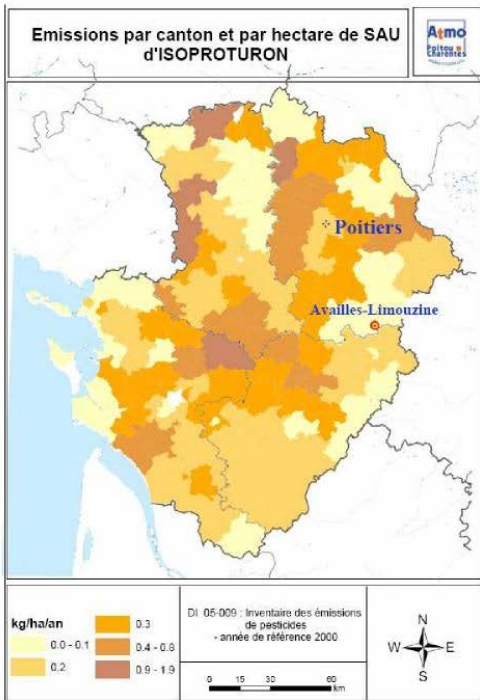 Emissions par canton et par hectare de SAU
d'ISOPROTURON
Atmo
Poitou
Charentes
Poitiers
Availles-Limouzine
kg/ha/an
0.0 - 0.1
0.2
0.3
0.4 - 0.8
0.9 - 1.9
DI 05-009 : Inventaire des émissions
de pesticides
- année de référence 2000
0 15 30 60
km
N
W E
S